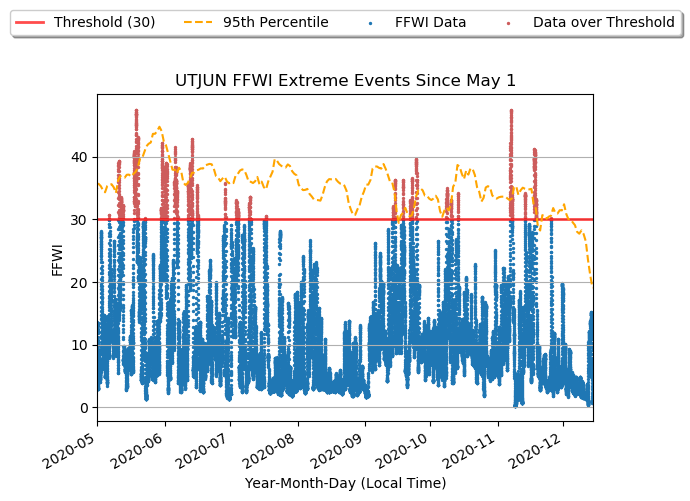 Threshold (30) 95th Percentile FFWI Data Data over Threshold
UTJUN FFWI Extreme Events Since May 1
40
30
20
10
0
FFWI
2020-05 2020-06 2020-07 2020-08 2020-09 2020-10 2020-11 2020-12
Year-Month-Day (Local Time)